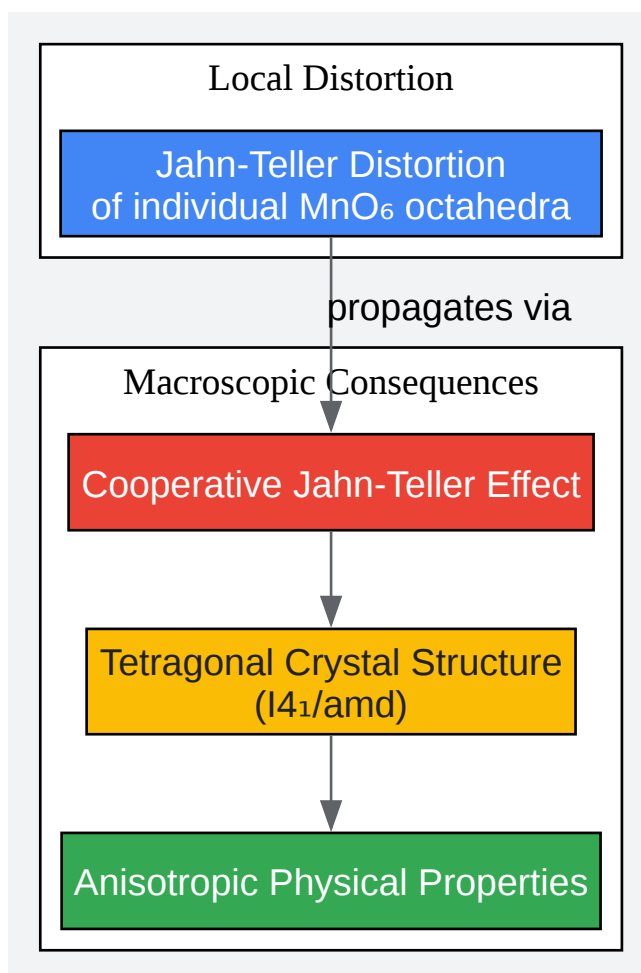 Local Distortion
Jahn-Teller Distortion
of individual MnO₆ octahedra
propagates via
Macroscopic Consequences
Cooperative Jahn-Teller Effect
Tetragonal Crystal Structure
(I4₁/amd)
Anisotropic Physical Properties